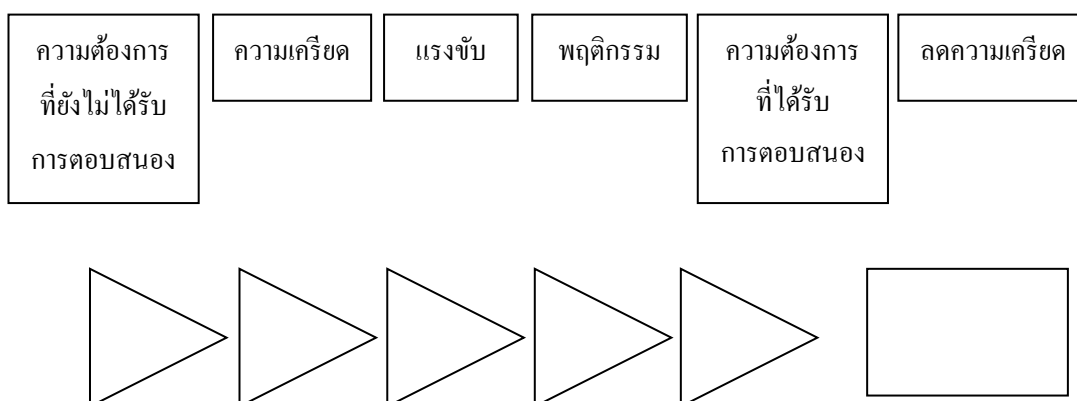 ความต้องการ
ที่ยังไม่ได้รับ
การตอบสนอง
ความเครียด
แรงขับ
พฤติกรรม
ความต้องการ
ที่ได้รับ
การตอบสนอง
ลดความเครียด